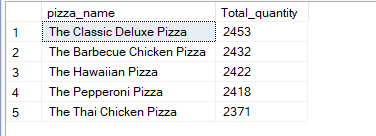 pizza_name Total_quantity
1 The Classic Deluxe Pizza 2453
2 The Barbecue Chicken Pizza 2432
3 The Hawaiian Pizza 2422
4 The Pepperoni Pizza 2418
5 The Thai Chicken Pizza 2371